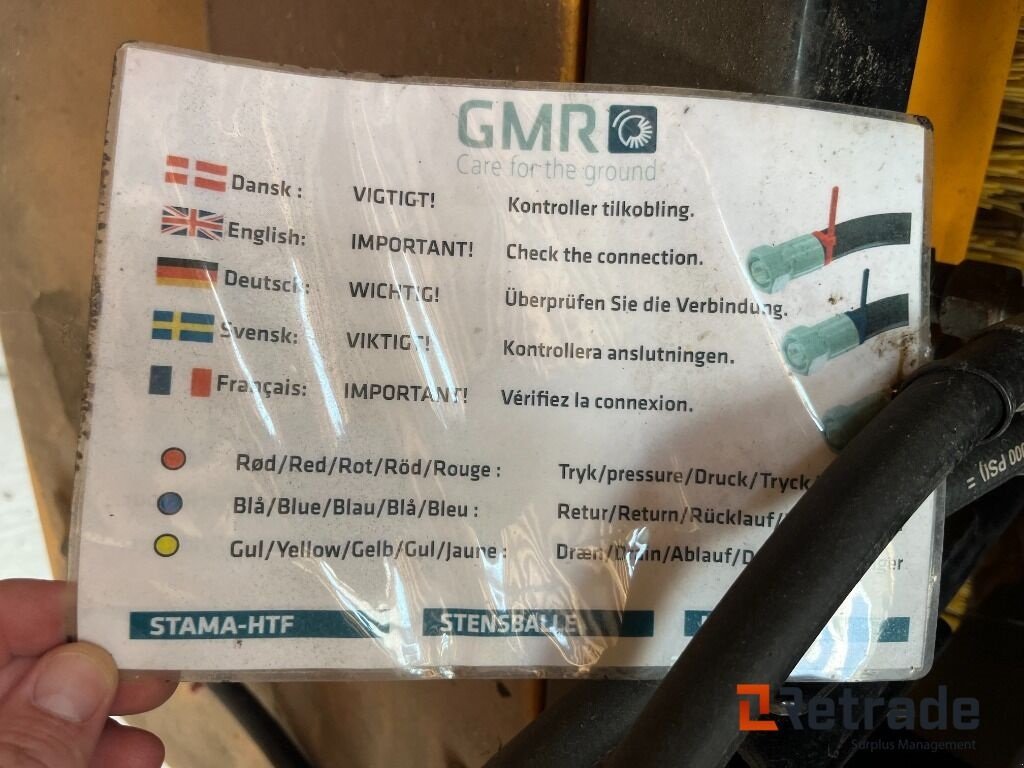 GMR
Care for the ground
Dansk: VIGTIGT! Kontroller tilkobling.
English: IMPORTANT! Check the connection.
Deutsch: WICHTIG! Überprüfen Sie die Verbindung.
Svensk: VIKTIGT! Kontrollera anslutningen.
Français: IMPORTANT! Vérifiez la connexion.
Rød/Red/Rot/Röd/Rouge : Tryk/pressure/Druck/Tryck
Blå/Blue/Blau/Blå/Bleu : Retur/Return/Rücklauf/
Gul/Yellow/Gelb/Gul/Jaune : Dræn/Drain/Ablauf/
STAMA-HTF STENSBALLE
PSI) =
Retrade
Surplus Management